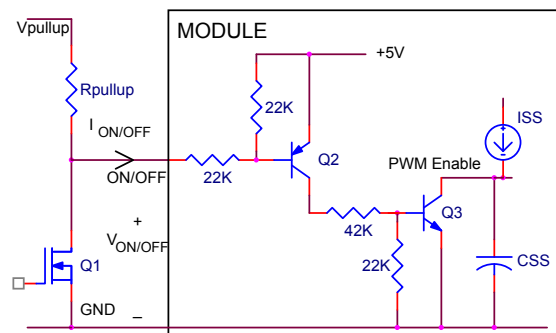 Vpullup
MODULE
+5V
Rpullup
22K
ISS
I ON/OFF
Q2
PWM Enable
ON/OFF
22K
Q3
+
42K
V ON/OFF
22K
CSS
Q1
GND
–